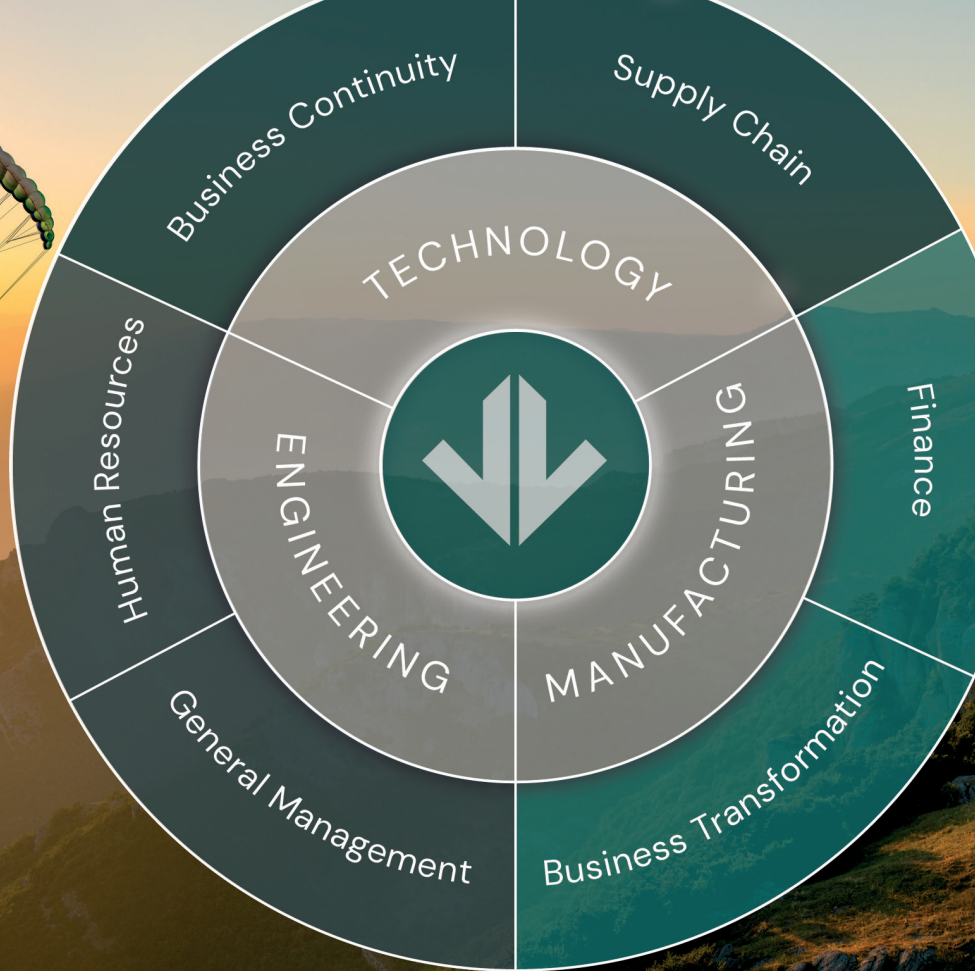 Business Continuity
Supply Chain
TECHNOLOGY
Human Resources
Finance
ENGINEERING
MANUFACTURING
General Management
Business Transformation